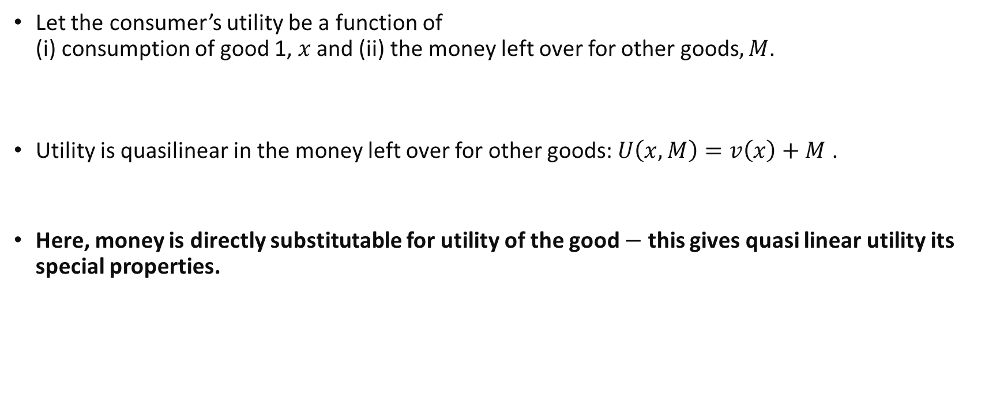 • Let the consumer’s utility be a function of
(i) consumption of good 1, 𝑥 and (ii) the money left over for other goods, 𝑀.
• Utility is quasilinear in the money left over for other goods: 𝑈(𝑥, 𝑀) = 𝑣(𝑥) + 𝑀 .
• Here, money is directly substitutable for utility of the good – this gives quasi linear utility its
special properties.